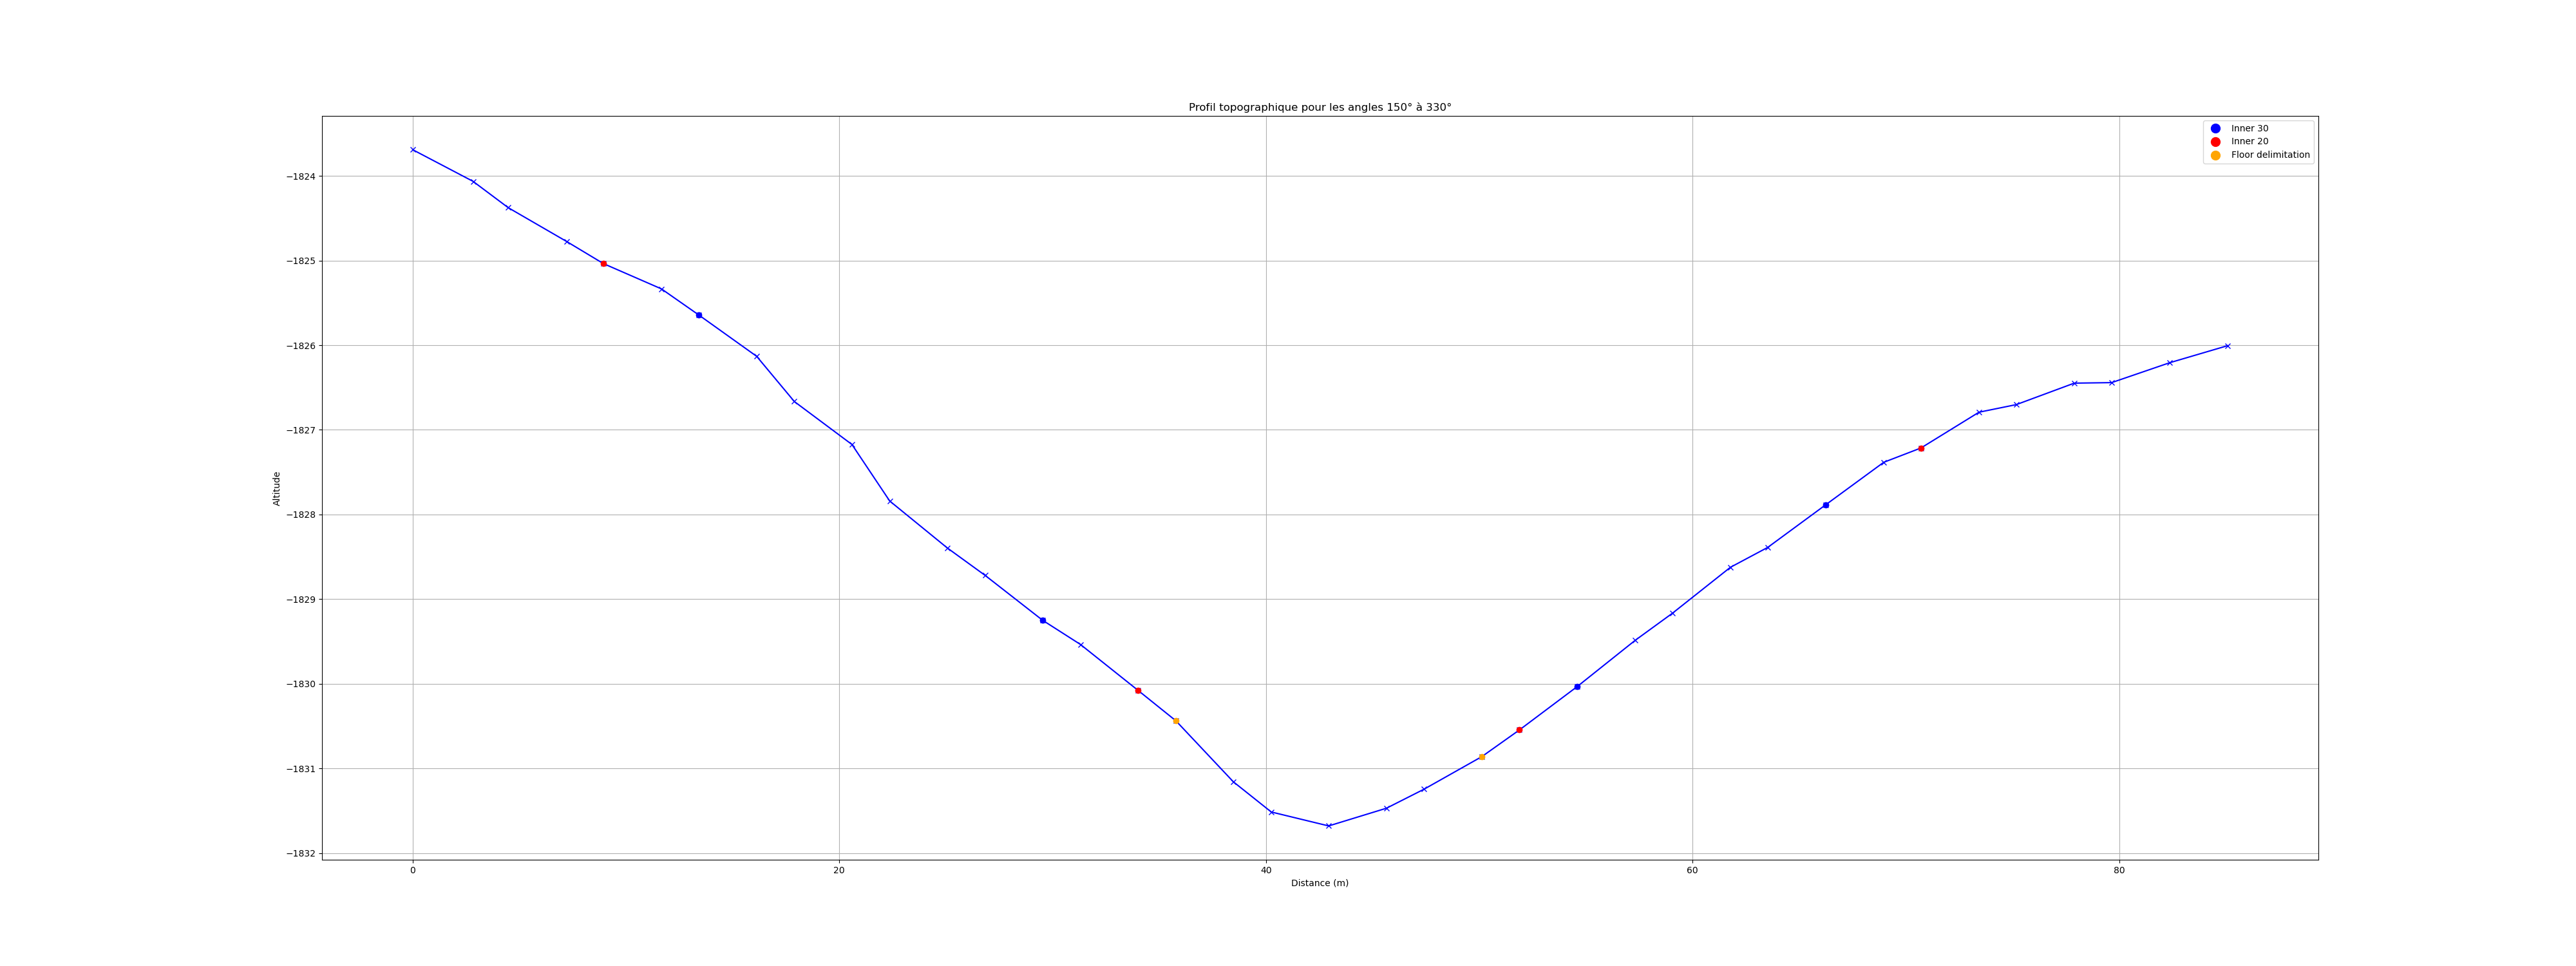 Profil topographique pour les angles 150° à 330°
Inner 30
Inner 20
Floor delimitation
Altitude
−1824
−1825
−1826
−1827
−1828
−1829
−1830
−1831
−1832
0 20 40 60 80
Distance (m)